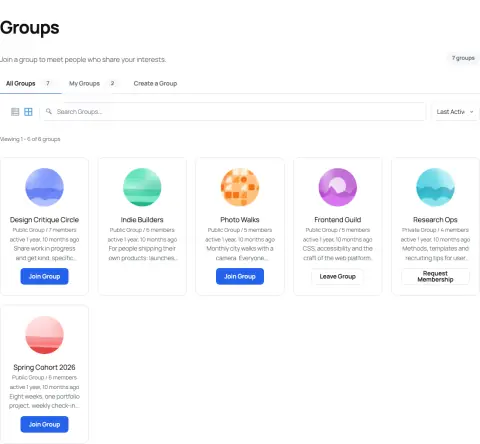 Groups
Join a group to meet people who share your interests.
7 groups
All Groups 7 My Groups 2 Create a Group
Search Groups...
Last Activ
Viewing 1 - 6 of 6 groups
Design Critique Circle
Public Group / 7 members
active 1 year, 10 months ago
Share work in progress
and get kind, specific...
Join Group
Indie Builders
Public Group / 6 members
active 1 year, 10 months ago
For people shipping their
own products: launches...
Photo Walks
Public Group / 5 members
active 1 year, 10 months ago
Monthly city walks with a
camera. Everyone...
Join Group
Frontend Guild
Public Group / 5 members
active 1 year, 10 months ago
CSS, accessibility and the
craft of the web platform.
Leave Group
Research Ops
Private Group / 4 members
active 1 year, 10 months ago
Methods, templates and
recruiting tips for user...
Request
Membership
Spring Cohort 2026
Public Group / 6 members
active 1 year, 10 months ago
Eight weeks, one portfolio
project, weekly check-in...
Join Group